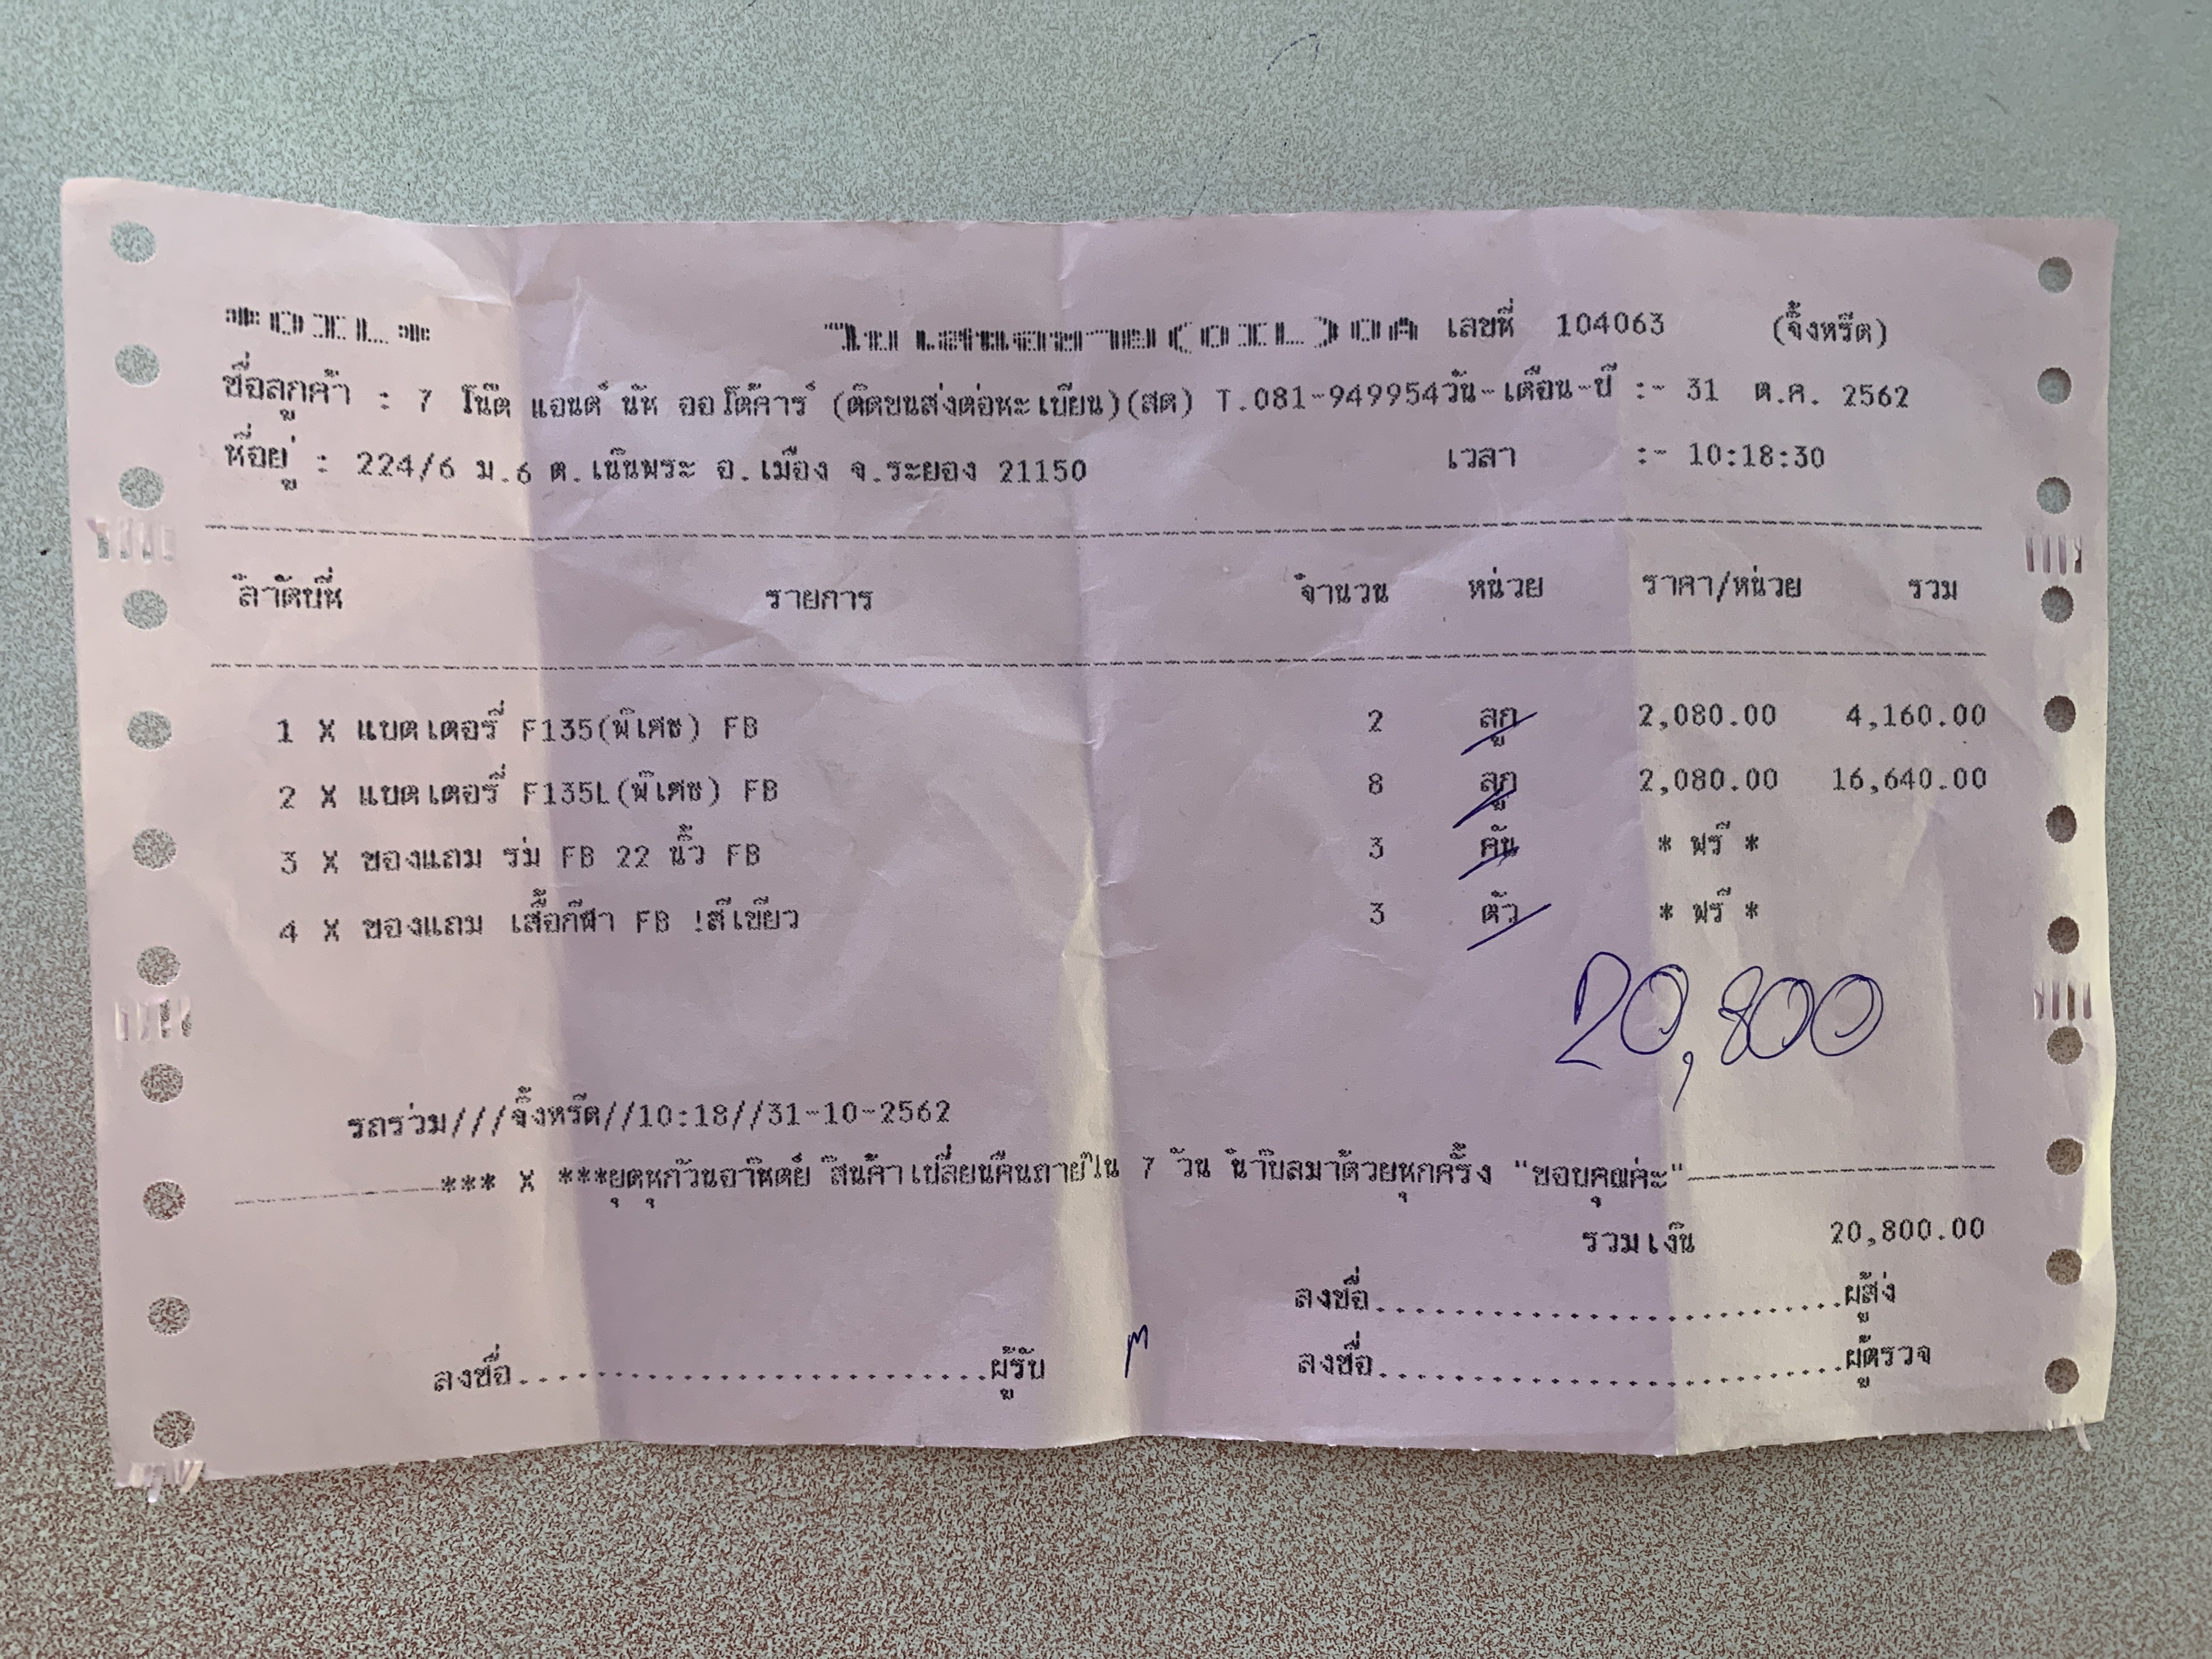 *OIL* ใบเสนอขาย(OIL)OA เลขที่ 104063 (จิ้งหรีด)
ชื่อลูกค้า : 7 โน๊ต แอนด์ นัท ออโต้คาร์ (ติดขนส่งต่อทะเบียน)(สด) T.081-949954วัน-เดือน-ปี :- 31 ต.ค. 2562
ที่อยู่ : 224/6 ม.6 ต.เนินพระ อ.เมือง จ.ระยอง 21150 เวลา :- 10:18:30
ลำดับที่ รายการ จำนวน หน่วย ราคา/หน่วย รวม
1 X แบตเตอรี่ F135(พิเศษ) FB 2 ลูก 2,080.00 4,160.00
2 X แบตเตอรี่ F135L(พิเศษ) FB 8 ลูก 2,080.00 16,640.00
3 X ของแถม ร่ม FB 22 นิ้ว FB 3 คัน * ฟรี *
4 X ของแถม เสื้อกีฬา FB !สีเขียว 3 ตัว * ฟรี *
20,800
รถร่วม///จิ้งหรีด//10:18//31-10-2562
*** X ***หยุดทุกวันอาทิตย์ สินค้าเปลี่ยนคืนภายใน 7 วัน นำบิลมาด้วยทุกครั้ง "ขอบคุณค่ะ"
รวมเงิน 20,800.00
ลงชื่อ........................................ผู้ส่ง
ลงชื่อ..............................ผู้รับ ลงชื่อ........................................ผู้ตรวจ